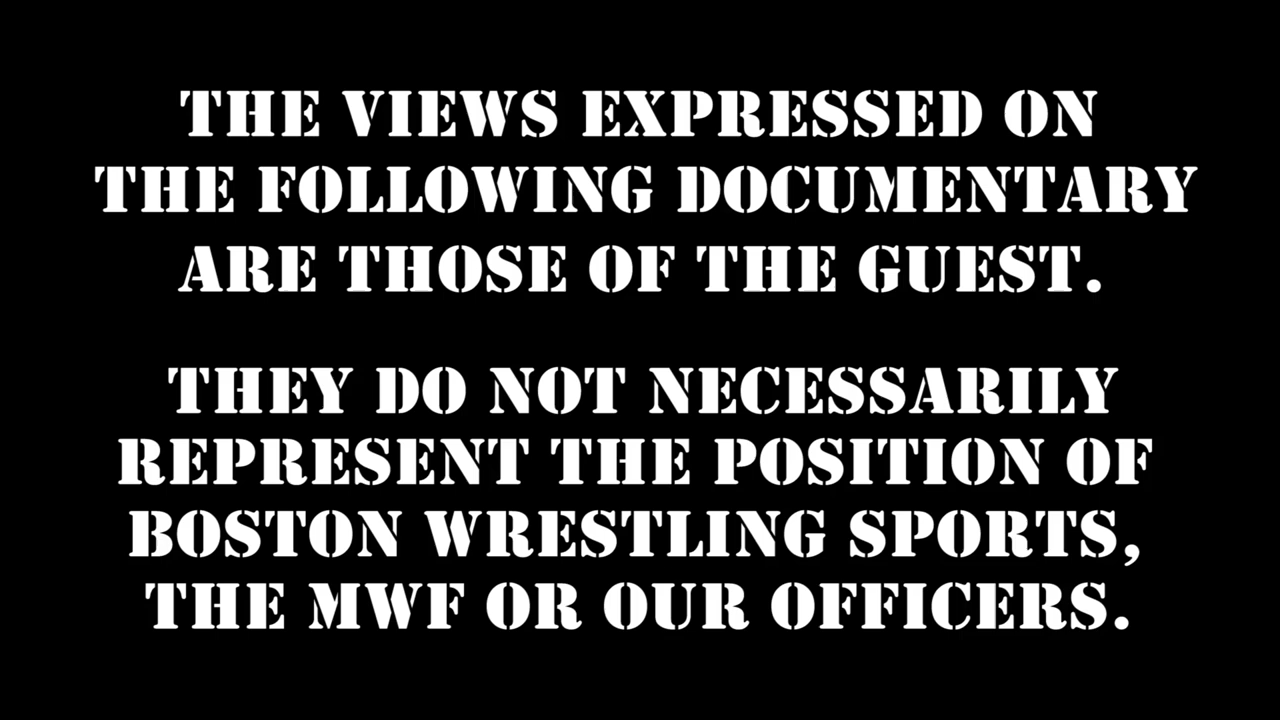 THE VIEWS EXPRESSED ON
THE FOLLOWING DOCUMENTARY
ARE THOSE OF THE GUEST.
THEY DO NOT NECESSARILY
REPRESENT THE POSITION OF
BOSTON WRESTLING SPORTS,
THE MWF OR OUR OFFICERS.